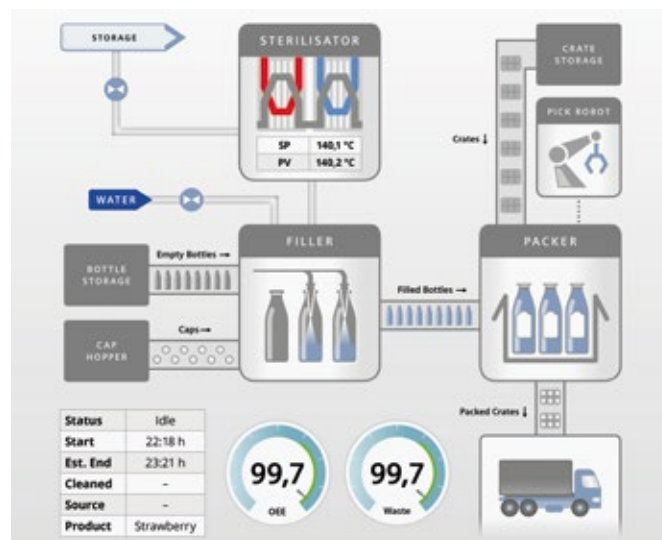 STORAGE
STERILISATOR
SP 140,1 °C
PV 140,2 °C
CRATE
STORAGE
PICK ROBOT
Crates ↓
WATER
FILLER
PACKER
Empty Bottles →
BOTTLE
STORAGE
Filled Bottles →
Caps →
CAP
HOPPER
Packed Crates ↓
Status Idle
Start 22:18 h
Est. End 23:21 h
Cleaned –
Source –
Product Strawberry
99,7
OEE
99,7
Waste